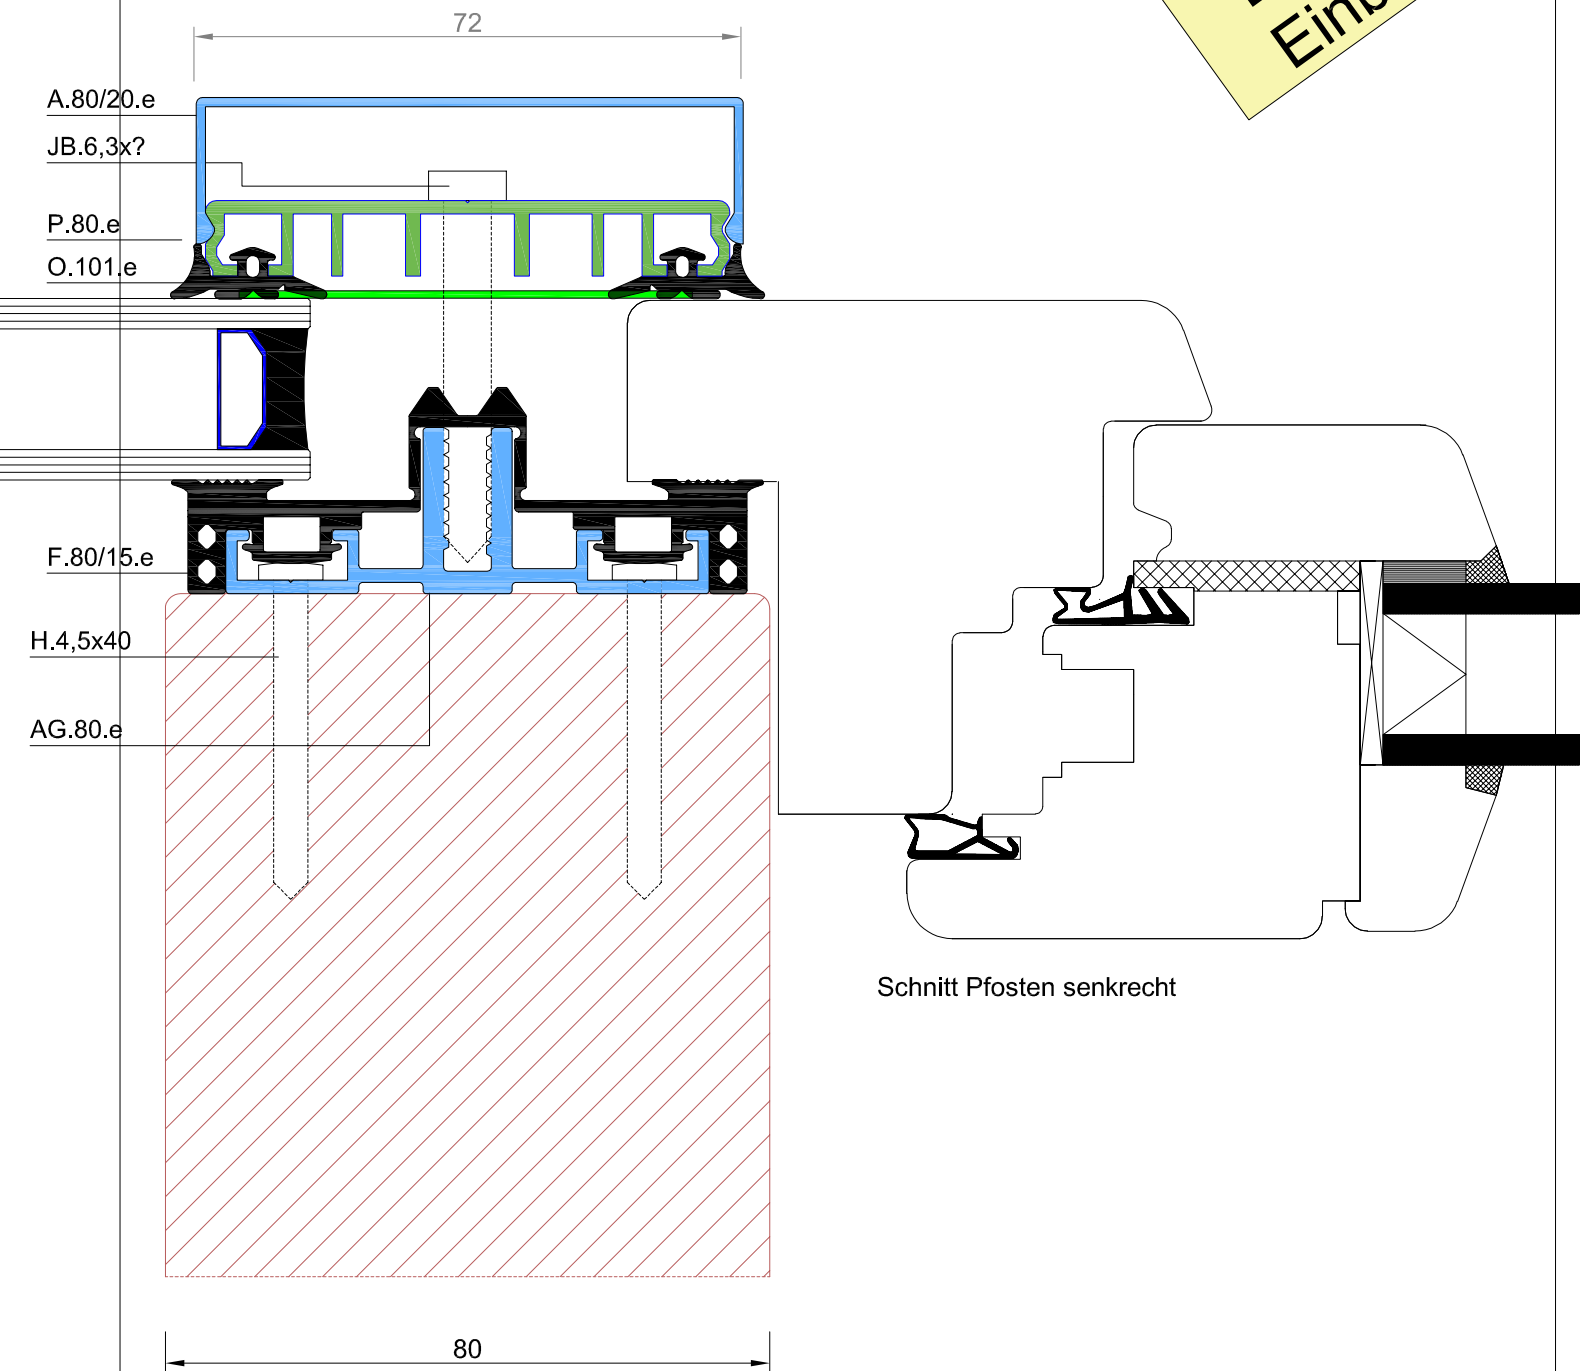 72
A.80/20.e
JB.6,3x?
P.80.e
O.101.e
F.80/15.e
H.4,5x40
AG.80.e
Schnitt Pfosten senkrecht
80